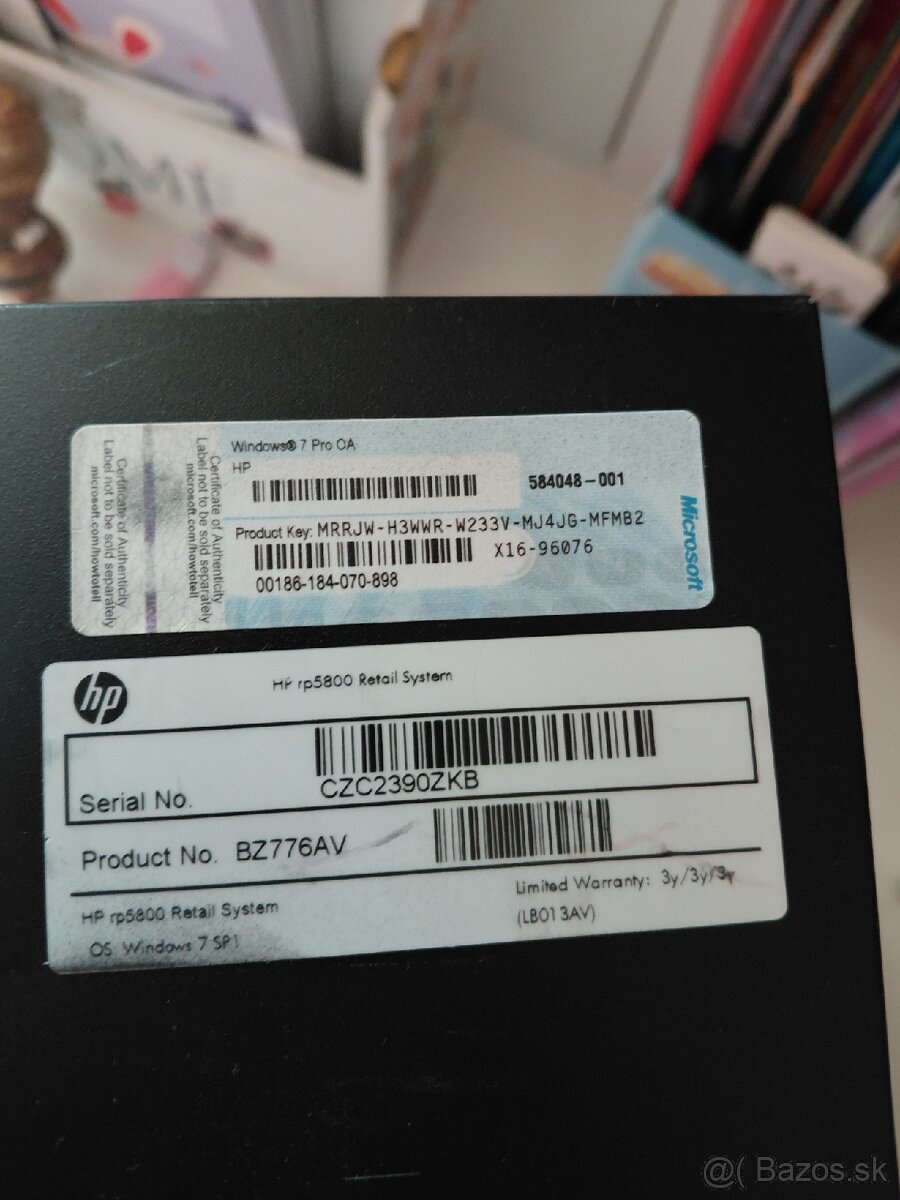 Certificate of Authenticity
Label not to be sold separately
microsoft.com/howtotell
Certificate of Authenticity
Label not to be sold separately
microsoft.com/howtotell
Windows® 7 Pro OA
HP
584048-001
Product Key: MRRJW-H3WWR-W233V-MJ4JG-MFMB2
X16-96076
00186-184-070-898
Microsoft
hp
HP rp5800 Retail System
Serial No. CZC2390ZKB
Product No. BZ776AV
Limited Warranty: 3y/3y/3y
HP rp5800 Retail System
(LB013AV)
OS Windows 7 SP1
@( Bazos.sk